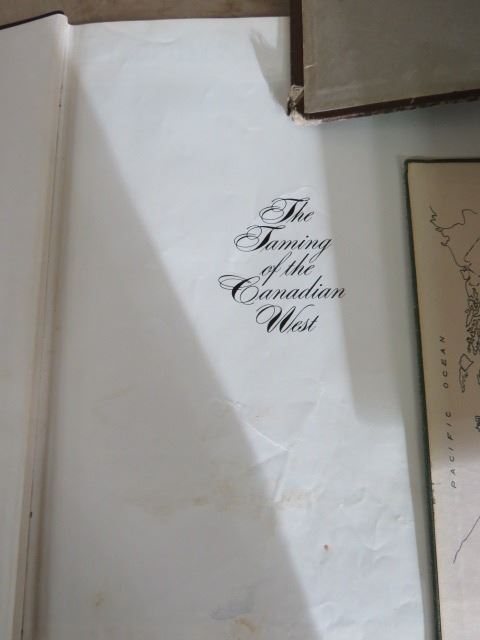 The
Taming
of the
Canadian
West
PACIFIC OCEAN